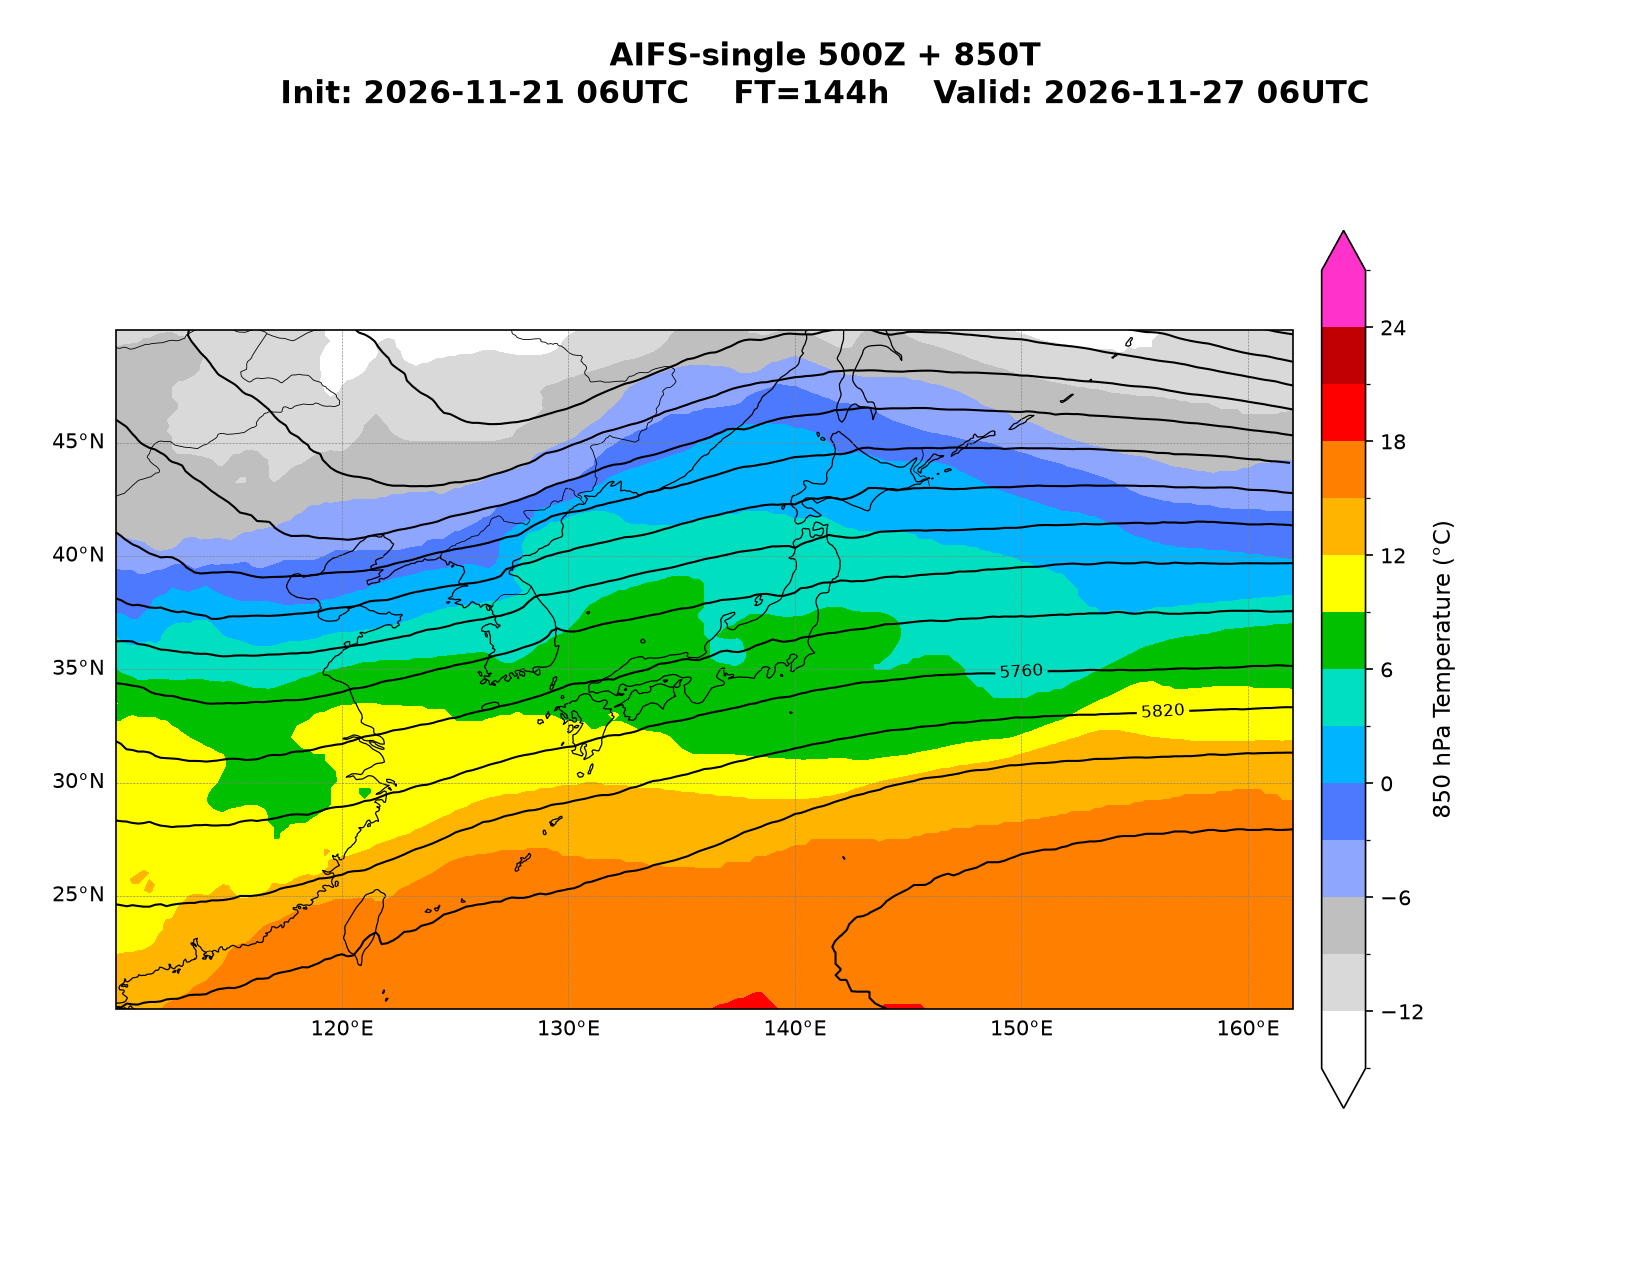 AIFS-single 500Z + 850T
Init: 2026-11-21 06UTC    FT=144h    Valid: 2026-11-27 06UTC
45°N
40°N
35°N
30°N
25°N
120°E
130°E
140°E
150°E
160°E
5760
5820
24
18
12
6
0
−6
−12
850 hPa Temperature (°C)